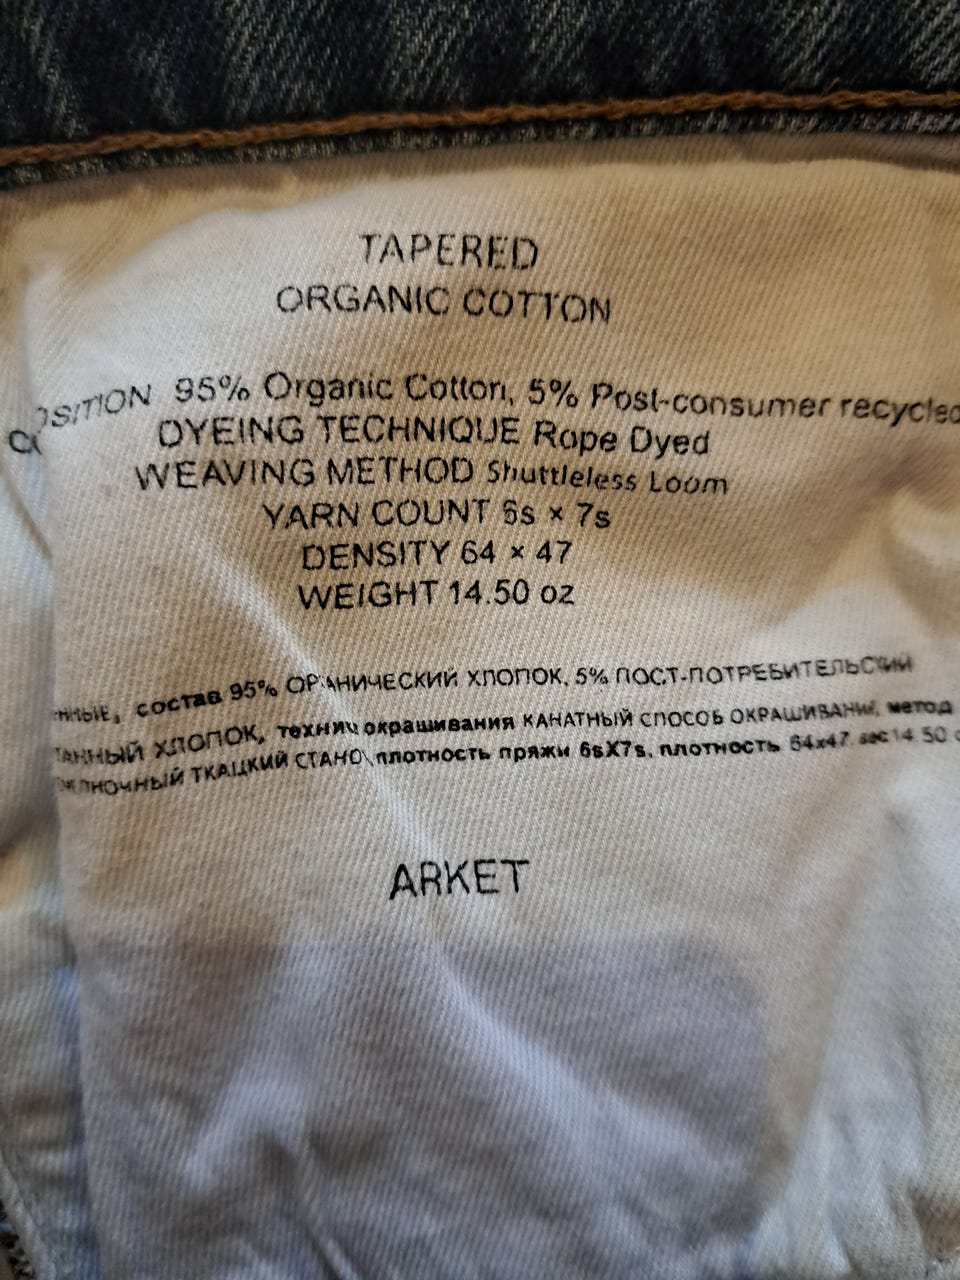 TAPERED
ORGANIC COTTON
95% Organic Cotton, 5% Post-consumer recycled
DYEING TECHNIQUE Rope Dyed
WEAVING METHOD Shuttleless Loom
YARN COUNT 6s × 7s
DENSITY 64 × 47
WEIGHT 14.50 oz
состав 95% ОРГАНИЧЕСКИЙ ХЛОПОК, 5% ПОСТ-ПОТРЕБИТЕЛЬСКИЙ
ХЛОПОК, окрашивания КАНАТНЫЙ СПОСОБ ОКРАШИВАНИ, метод
ТКАЦКИЙ СТАНО плотность пряжи 6sX7s, плотность 64x47 вес 14.50
ARKET